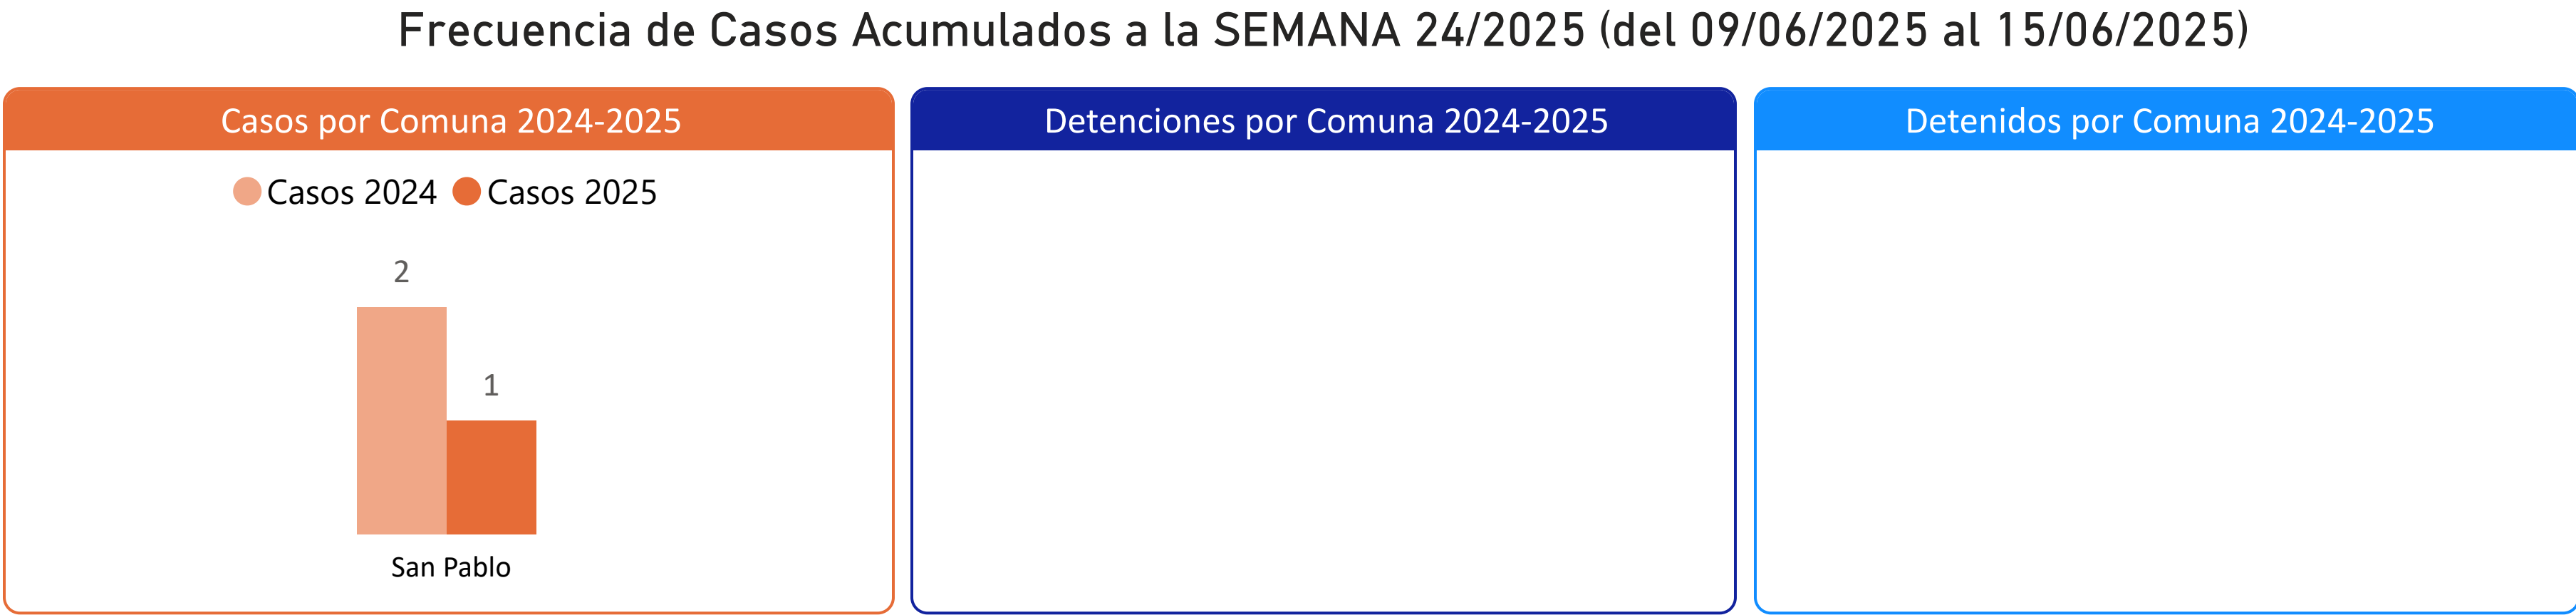 Frecuencia de Casos Acumulados a la SEMANA 24/2025 (del 09/06/2025 al 15/06/2025)
Casos por Comuna 2024-2025
Casos 2024 Casos 2025
2
1
San Pablo
Detenciones por Comuna 2024-2025
Detenidos por Comuna 2024-2025